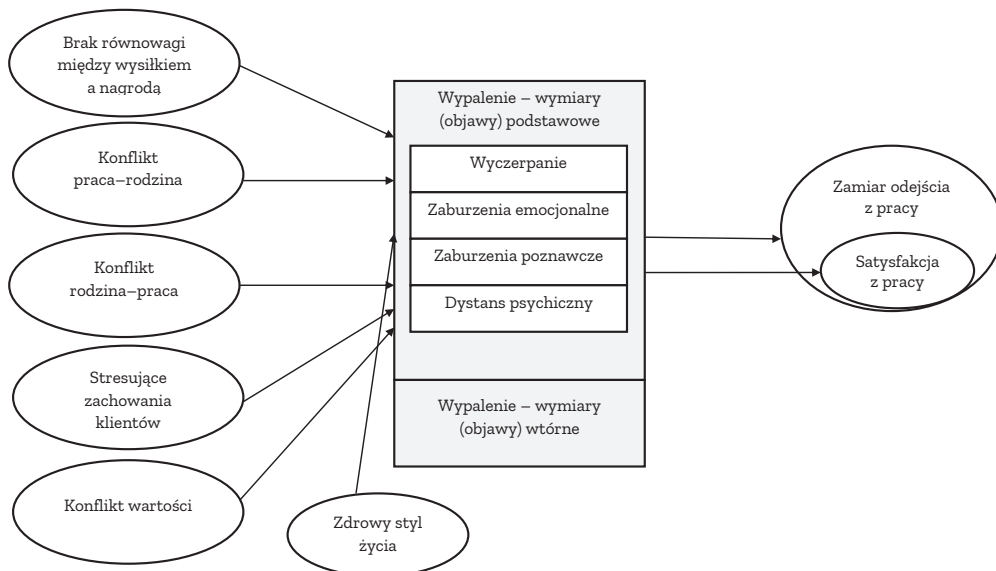 Brak równowagi
między wysiłkiem
a nagrodą
Konflikt
praca–rodzina
Konflikt
rodzina–praca
Stresujące
zachowania
klientów
Konflikt wartości
Zdrowy styl
życia
Wypalenie – wymiary
(objawy) podstawowe
Wyczerpanie
Zaburzenia emocjonalne
Zaburzenia poznawcze
Dystans psychiczny
Wypalenie – wymiary
(objawy) wtórne
Zamiar odejścia
z pracy
Satysfakcja
z pracy